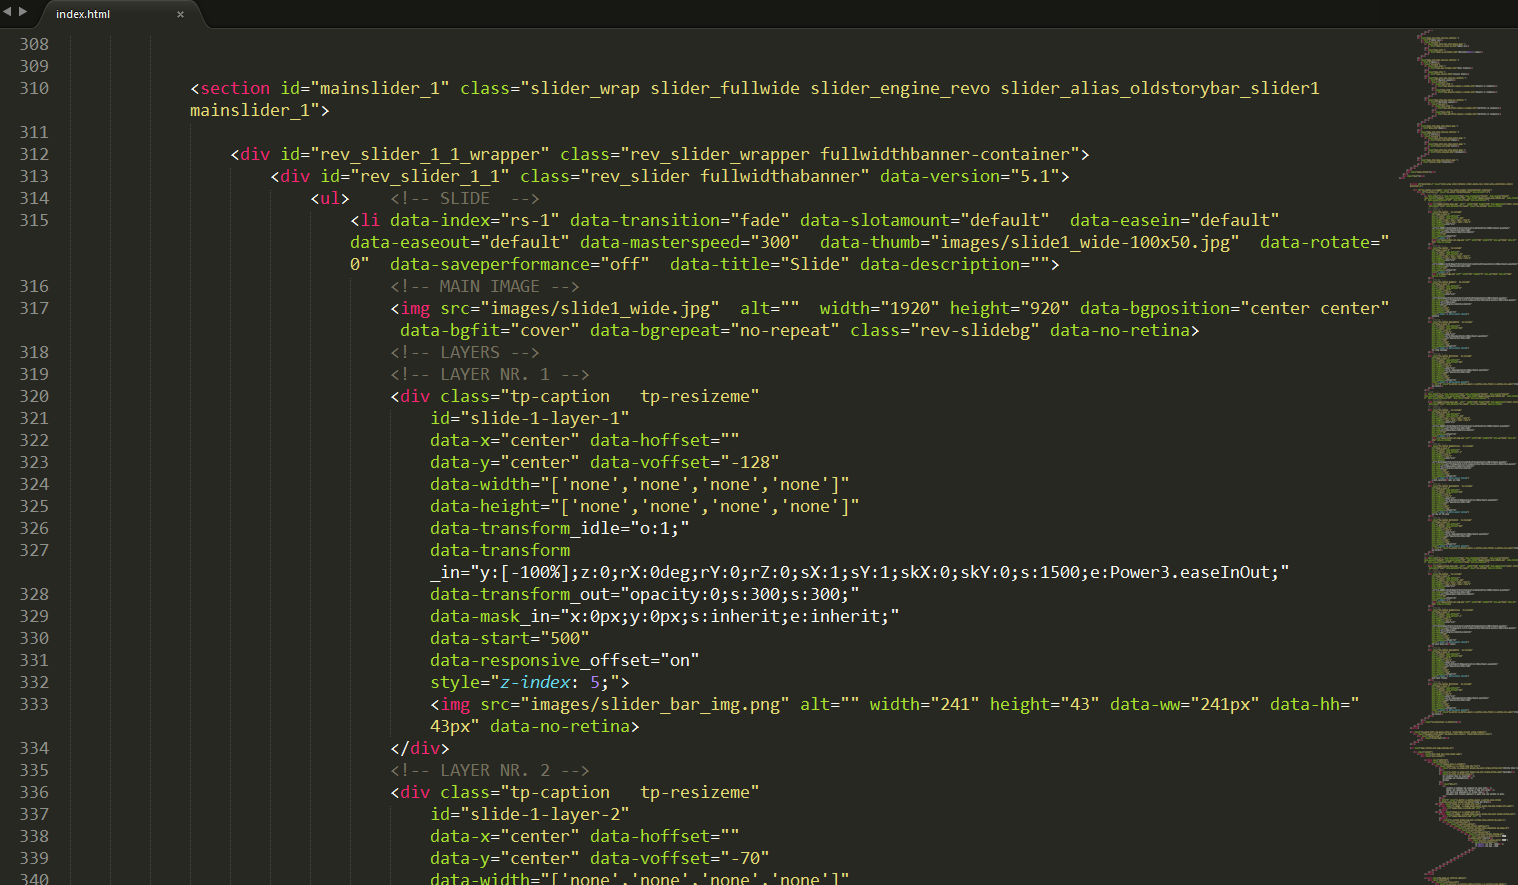 index.html ×
308
309
310 <section id="mainslider_1" class="slider_wrap slider_fullwide slider_engine_revo slider_alias_oldstorybar_slider1
mainslider_1">
311
312 <div id="rev_slider_1_1_wrapper" class="rev_slider_wrapper fullwidthbanner-container">
313 <div id="rev_slider_1_1" class="rev_slider fullwidthabanner" data-version="5.1">
314 <ul> <!-- SLIDE  -->
315 <li data-index="rs-1" data-transition="fade" data-slotamount="default"  data-easein="default"
data-easeout="default" data-masterspeed="300"  data-thumb="images/slide1_wide-100x50.jpg"  data-rotate="
0"  data-saveperformance="off"  data-title="Slide" data-description="">
316 <!-- MAIN IMAGE -->
317 <img src="images/slide1_wide.jpg"  alt=""  width="1920" height="920" data-bgposition="center center"
data-bgfit="cover" data-bgrepeat="no-repeat" class="rev-slidebg" data-no-retina>
318 <!-- LAYERS -->
319 <!-- LAYER NR. 1 -->
320 <div class="tp-caption   tp-resizeme"
321 id="slide-1-layer-1"
322 data-x="center" data-hoffset=""
323 data-y="center" data-voffset="-128"
324 data-width="['none','none','none','none']"
325 data-height="['none','none','none','none']"
326 data-transform_idle="o:1;"
327 data-transform
_in="y:[-100%];z:0;rX:0deg;rY:0;rZ:0;sX:1;sY:1;skX:0;skY:0;s:1500;e:Power3.easeInOut;"
328 data-transform_out="opacity:0;s:300;s:300;"
329 data-mask_in="x:0px;y:0px;s:inherit;e:inherit;"
330 data-start="500"
331 data-responsive_offset="on"
332 style="z-index: 5;">
333 <img src="images/slider_bar_img.png" alt="" width="241" height="43" data-ww="241px" data-hh="
43px" data-no-retina>
334 </div>
335 <!-- LAYER NR. 2 -->
336 <div class="tp-caption   tp-resizeme"
337 id="slide-1-layer-2"
338 data-x="center" data-hoffset=""
339 data-y="center" data-voffset="-70"
340 data-width="['none','none','none','none']"